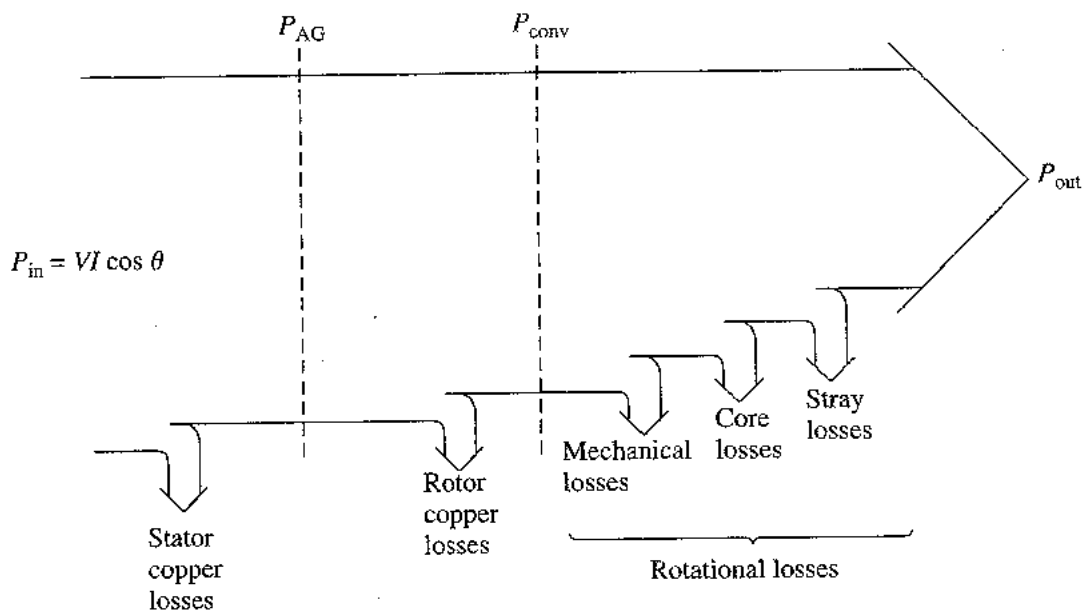 P_AG
P_conv
P_out
P_in = VI cos θ
Stator
copper
losses
Rotor
copper
losses
Mechanical
losses
Core
losses
Stray
losses
Rotational losses